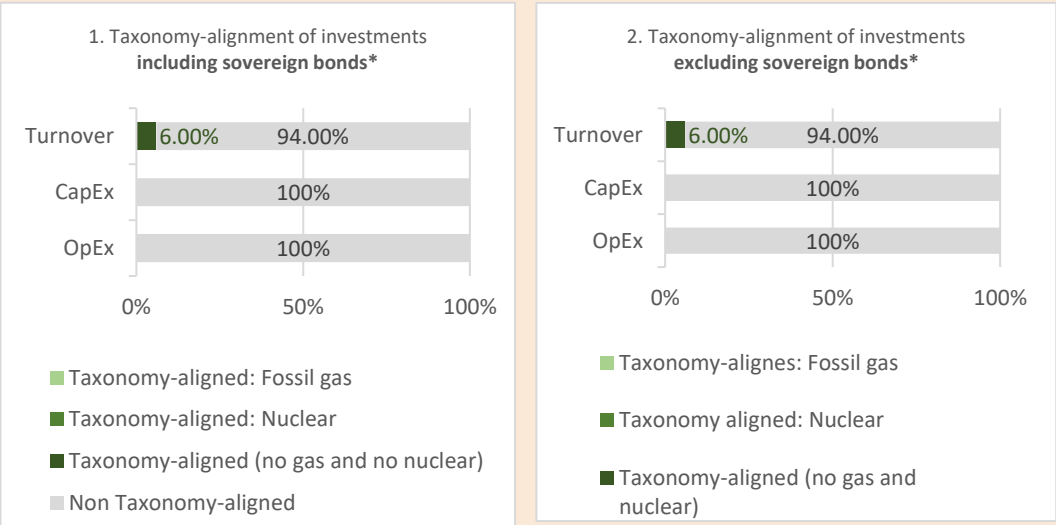 1. Taxonomy-alignment of investments
including sovereign bonds*
Turnover
6.00%
94.00%
CapEx
100%
OpEx
100%
0%
50%
100%
Taxonomy-aligned: Fossil gas
Taxonomy-aligned: Nuclear
Taxonomy-aligned (no gas and no nuclear)
Non Taxonomy-aligned
2. Taxonomy-alignment of investments
excluding sovereign bonds*
Turnover
6.00%
94.00%
CapEx
100%
OpEx
100%
0%
50%
100%
Taxonomy-alignes: Fossil gas
Taxonomy aligned: Nuclear
Taxonomy-aligned (no gas and
nuclear)